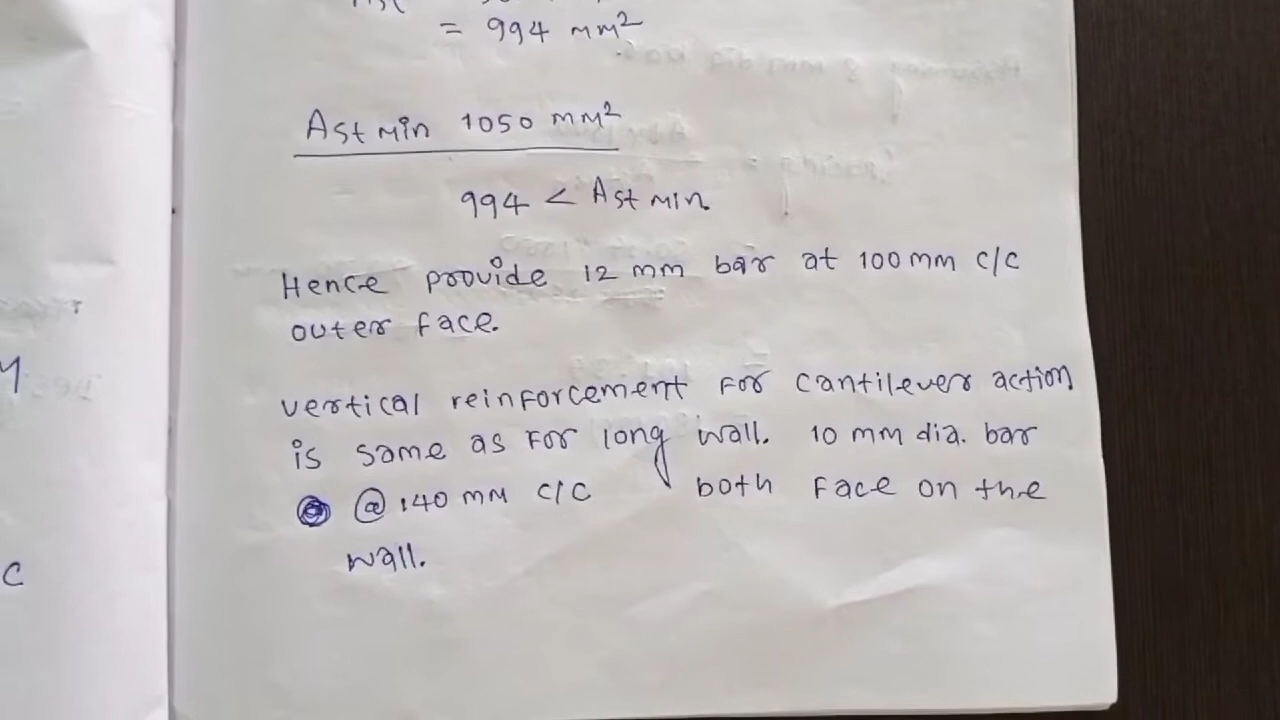 = 994 mm²
Ast min 1050 mm²
994 < Ast min.
Hence provide 12 mm bar at 100 mm c/c
outer face.
vertical reinforcement for cantilever action
is same as for long wall. 10 mm dia. bar
@ 140 mm c/c both face on the
wall.